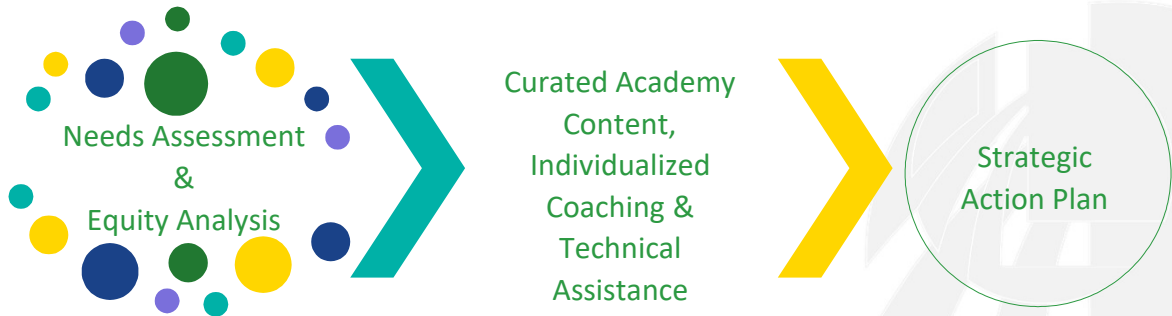 Needs Assessment
&
Equity Analysis
Curated Academy
Content,
Individualized
Coaching &
Technical
Assistance
Strategic
Action Plan